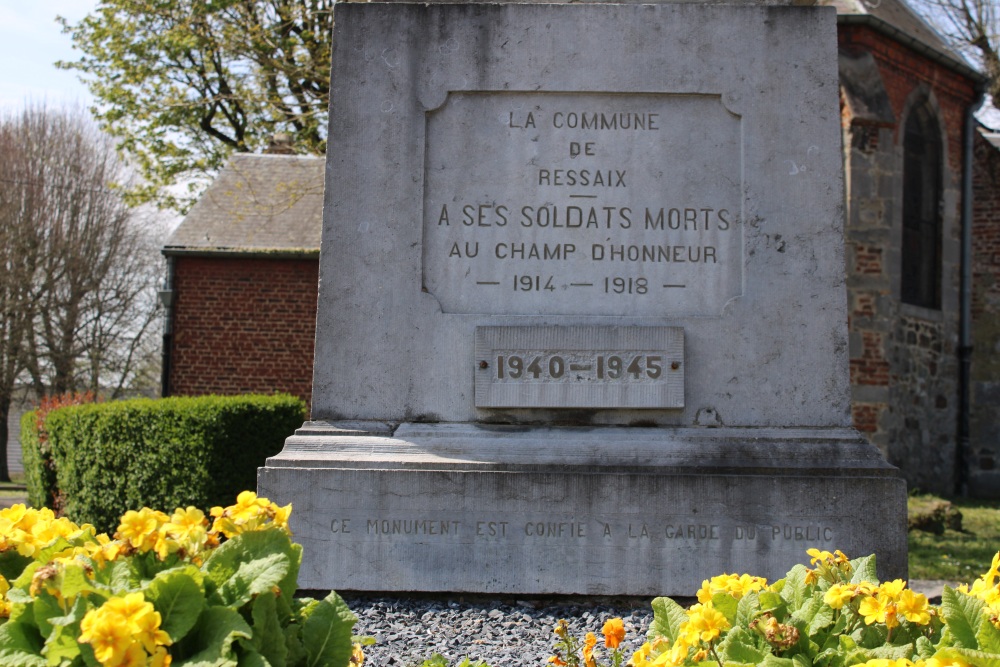 LA COMMUNE
DE
RESSAIX
A SES SOLDATS MORTS
AU CHAMP D'HONNEUR
— 1914 — 1918 —
1940-1945
CE MONUMENT EST CONFIE A LA GARDE DU PUBLIC